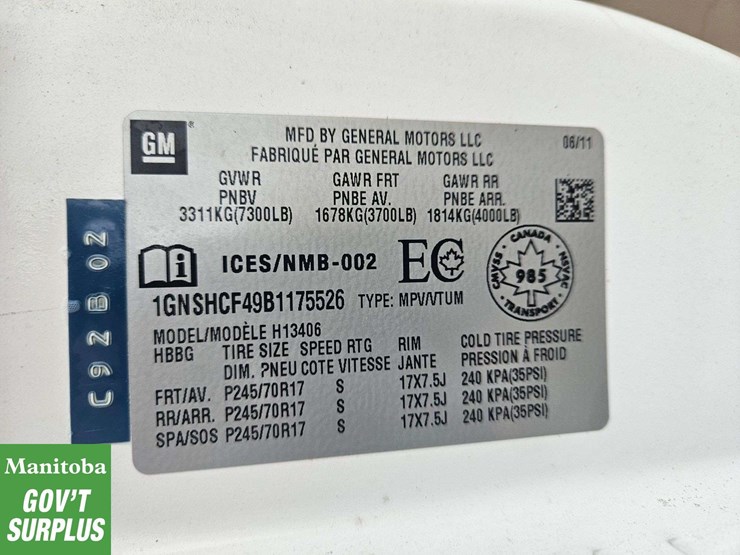 GM
MFD BY GENERAL MOTORS LLC 06/11
FABRIQUÉ PAR GENERAL MOTORS LLC
GVWR GAWR FRT GAWR RR
PNBV PNBE AV. PNBE ARR.
3311KG(7300LB) 1678KG(3700LB) 1814KG(4000LB)
i ICES/NMB-002 EC
CANADA
CMVSS 985 NSVAC
TRANSPORT
1GNSHCF49B1175526 TYPE: MPV/VTUM
MODEL/MODÈLE H13406
HBBG TIRE SIZE SPEED RTG RIM COLD TIRE PRESSURE
DIM. PNEU COTE VITESSE JANTE PRESSION À FROID
FRT/AV. P245/70R17 S 17X7.5J 240 KPA(35PSI)
RR/ARR. P245/70R17 S 17X7.5J 240 KPA(35PSI)
SPA/SOS P245/70R17 S 17X7.5J 240 KPA(35PSI)
C92B02
Manitoba
GOV'T
SURPLUS